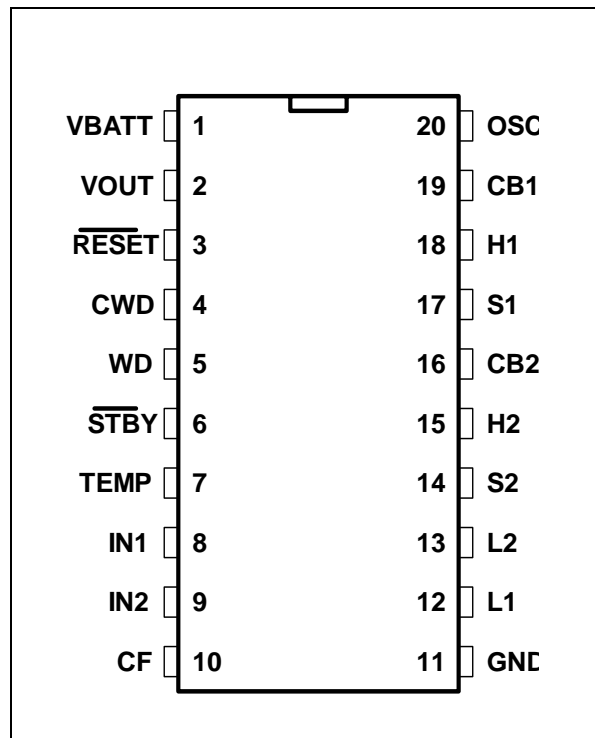 VBATT 1 20 OSC
VOUT 2 19 CB1
RESET 3 18 H1
CWD 4 17 S1
WD 5 16 CB2
STBY 6 15 H2
TEMP 7 14 S2
IN1 8 13 L2
IN2 9 12 L1
CF 10 11 GND